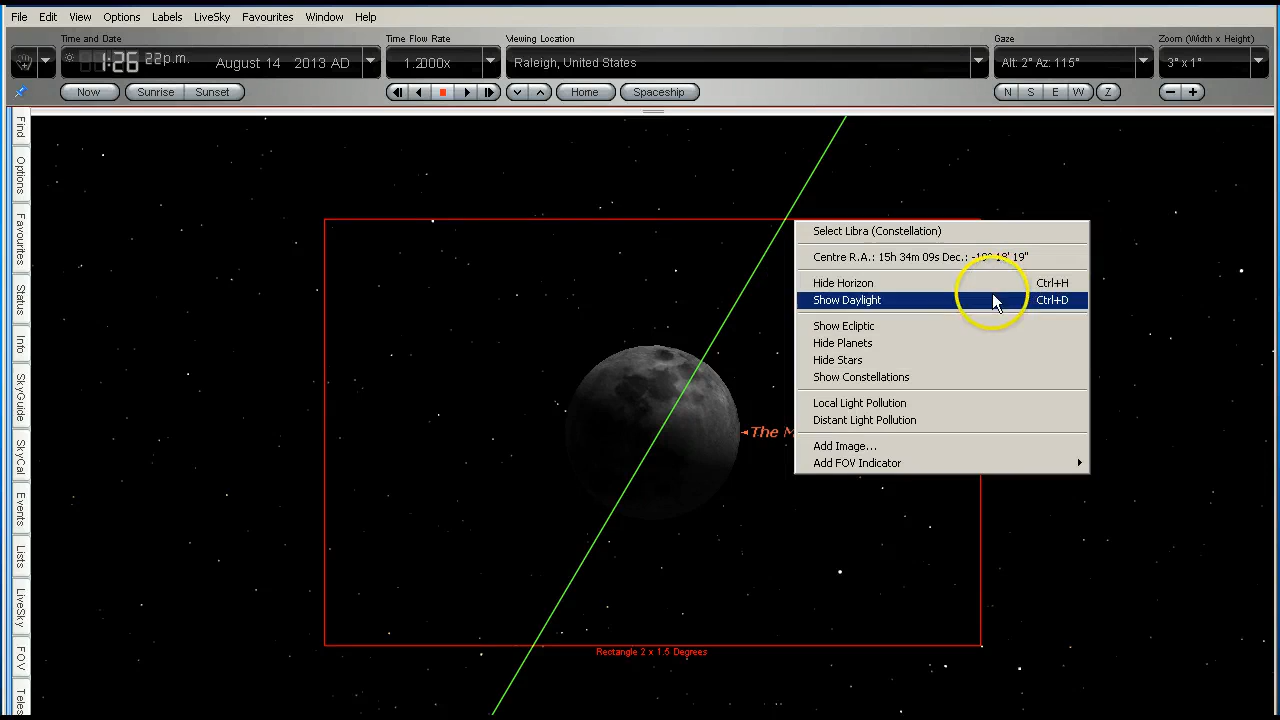 File Edit View Options Labels LiveSky Favourites Window Help
Time and Date Time Flow Rate Viewing Location Gaze Zoom (Width x Height)
1:26 22p.m. August 14 2013 AD 1.2000x Raleigh, United States Alt: 2° Az: 115° 3° x 1°
Now Sunrise Sunset Home Spaceship N S E W Z
Find
Options
Favourites
Status
Info
SkyGuide
SkyCal
Events
Lists
LiveSky
FOV
Select Libra (Constellation)
Centre R.A.: 15h 34m 09s Dec.: 18' 19"
Hide Horizon Ctrl+H
Show Daylight Ctrl+D
Show Ecliptic
Hide Planets
Hide Stars
Show Constellations
Local Light Pollution
Distant Light Pollution
Add Image...
Add FOV Indicator
The
Rectangle 2 x 1.5 Degrees